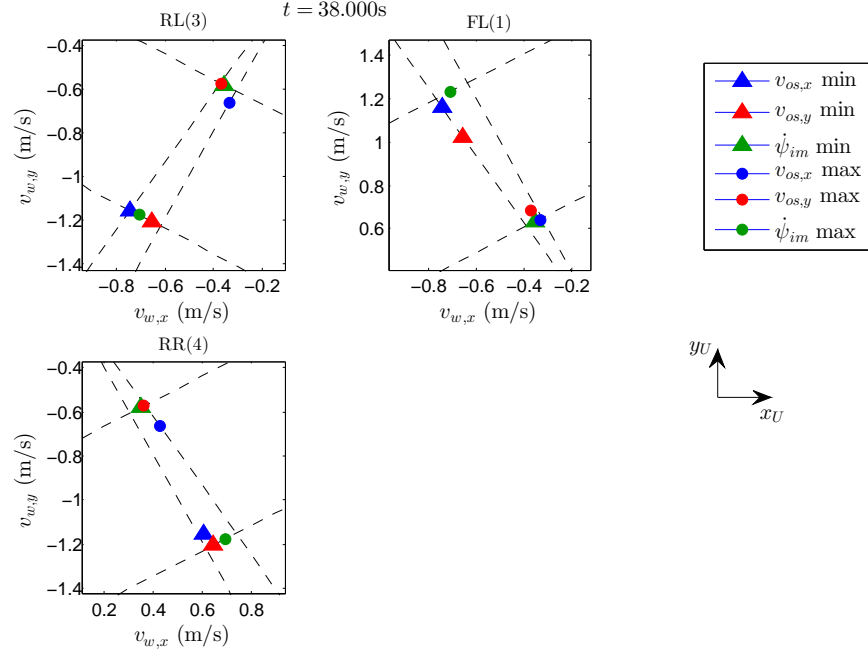 t = 38.000s
RL(3)
−0.4
−0.6
−0.8
−1
−1.2
−1.4
−0.8 −0.6 −0.4 −0.2
v_{w,y} (m/s)
v_{w,x} (m/s)
FL(1)
1.4
1.2
1
0.8
0.6
−0.8 −0.6 −0.4 −0.2
v_{w,y} (m/s)
v_{w,x} (m/s)
v_{os,x} min
v_{os,y} min
ψ̇_{im} min
v_{os,x} max
v_{os,y} max
ψ̇_{im} max
RR(4)
−0.4
−0.6
−0.8
−1
−1.2
−1.4
0.2 0.4 0.6 0.8
v_{w,y} (m/s)
v_{w,x} (m/s)
y_U
x_U